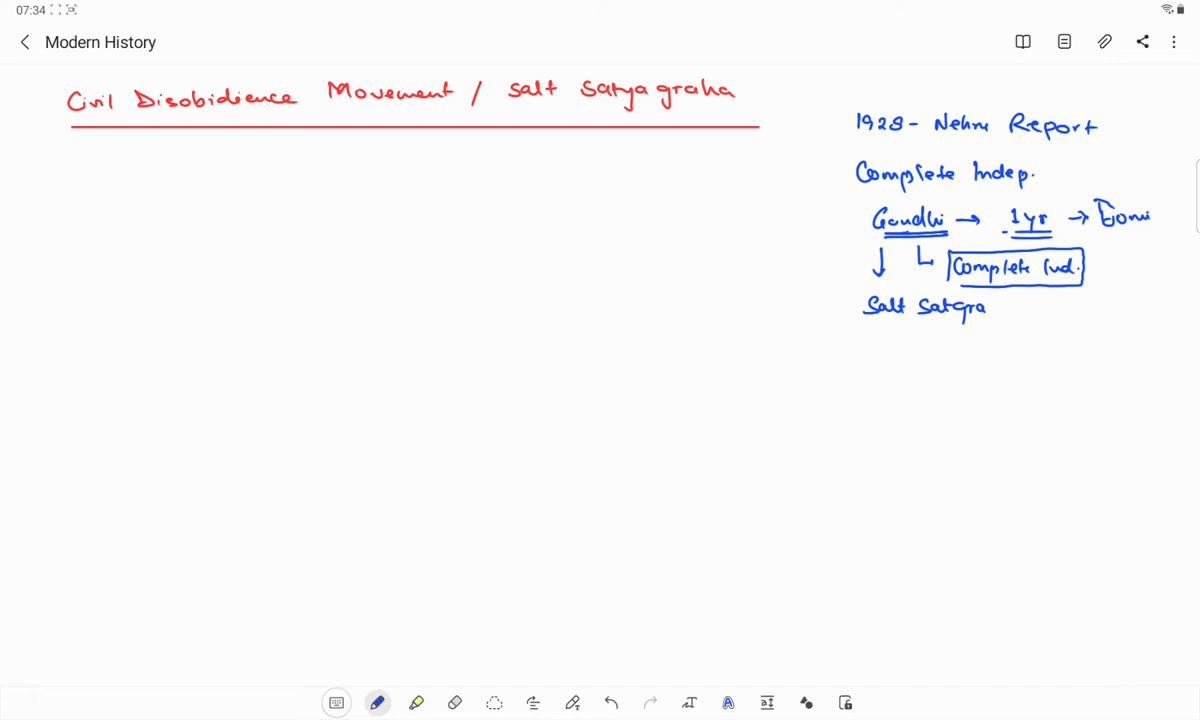 07:34
Modern History
Civil Disobidience Movement / Salt Satyagraha
1928 - Nehru Report
Complete Indep.
Gandhi → 1yr → Domi
Complete Ind.
Salt Satgra